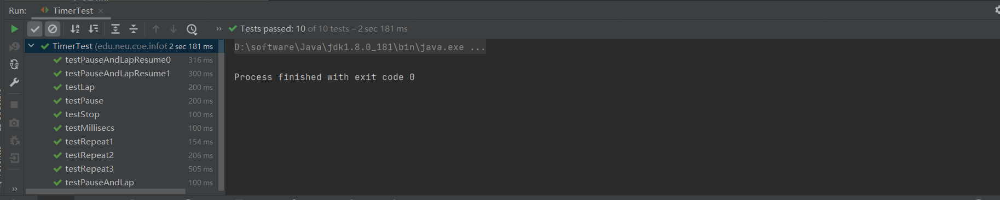 Run: TimerTest
Tests passed: 10 of 10 tests – 2 sec 181 ms
TimerTest (edu.neu.coe.info6 2 sec 181 ms
testPauseAndLapResume0 316 ms
testPauseAndLapResume1 300 ms
testLap 200 ms
testPause 200 ms
testStop 100 ms
testMillisecs 100 ms
testRepeat1 154 ms
testRepeat2 206 ms
testRepeat3 505 ms
testPauseAndLap 100 ms
D:\software\Java\jdk1.8.0_181\bin\java.exe ...
Process finished with exit code 0